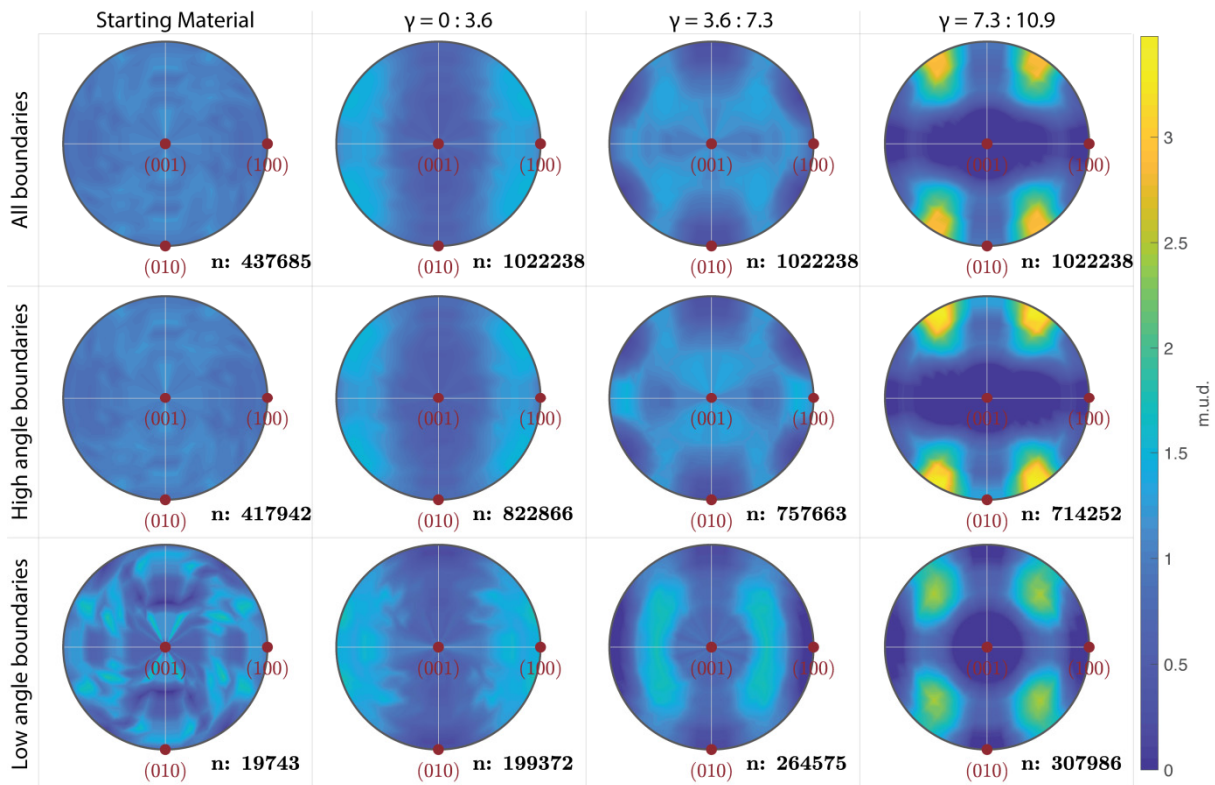 Starting Material γ = 0 : 3.6 γ = 3.6 : 7.3 γ = 7.3 : 10.9
All boundaries
(001) (100) (001) (100) (001) (100) (001) (100)
(010) n: 437685 (010) n: 1022238 (010) n: 1022238 (010) n: 1022238
High angle boundaries
(001) (100) (001) (100) (001) (100) (001) (100)
(010) n: 417942 (010) n: 822866 (010) n: 757663 (010) n: 714252
Low angle boundaries
(001) (100) (001) (100) (001) (100) (001) (100)
(010) n: 19743 (010) n: 199372 (010) n: 264575 (010) n: 307986
3
2.5
2
1.5
1
0.5
0
m.u.d.